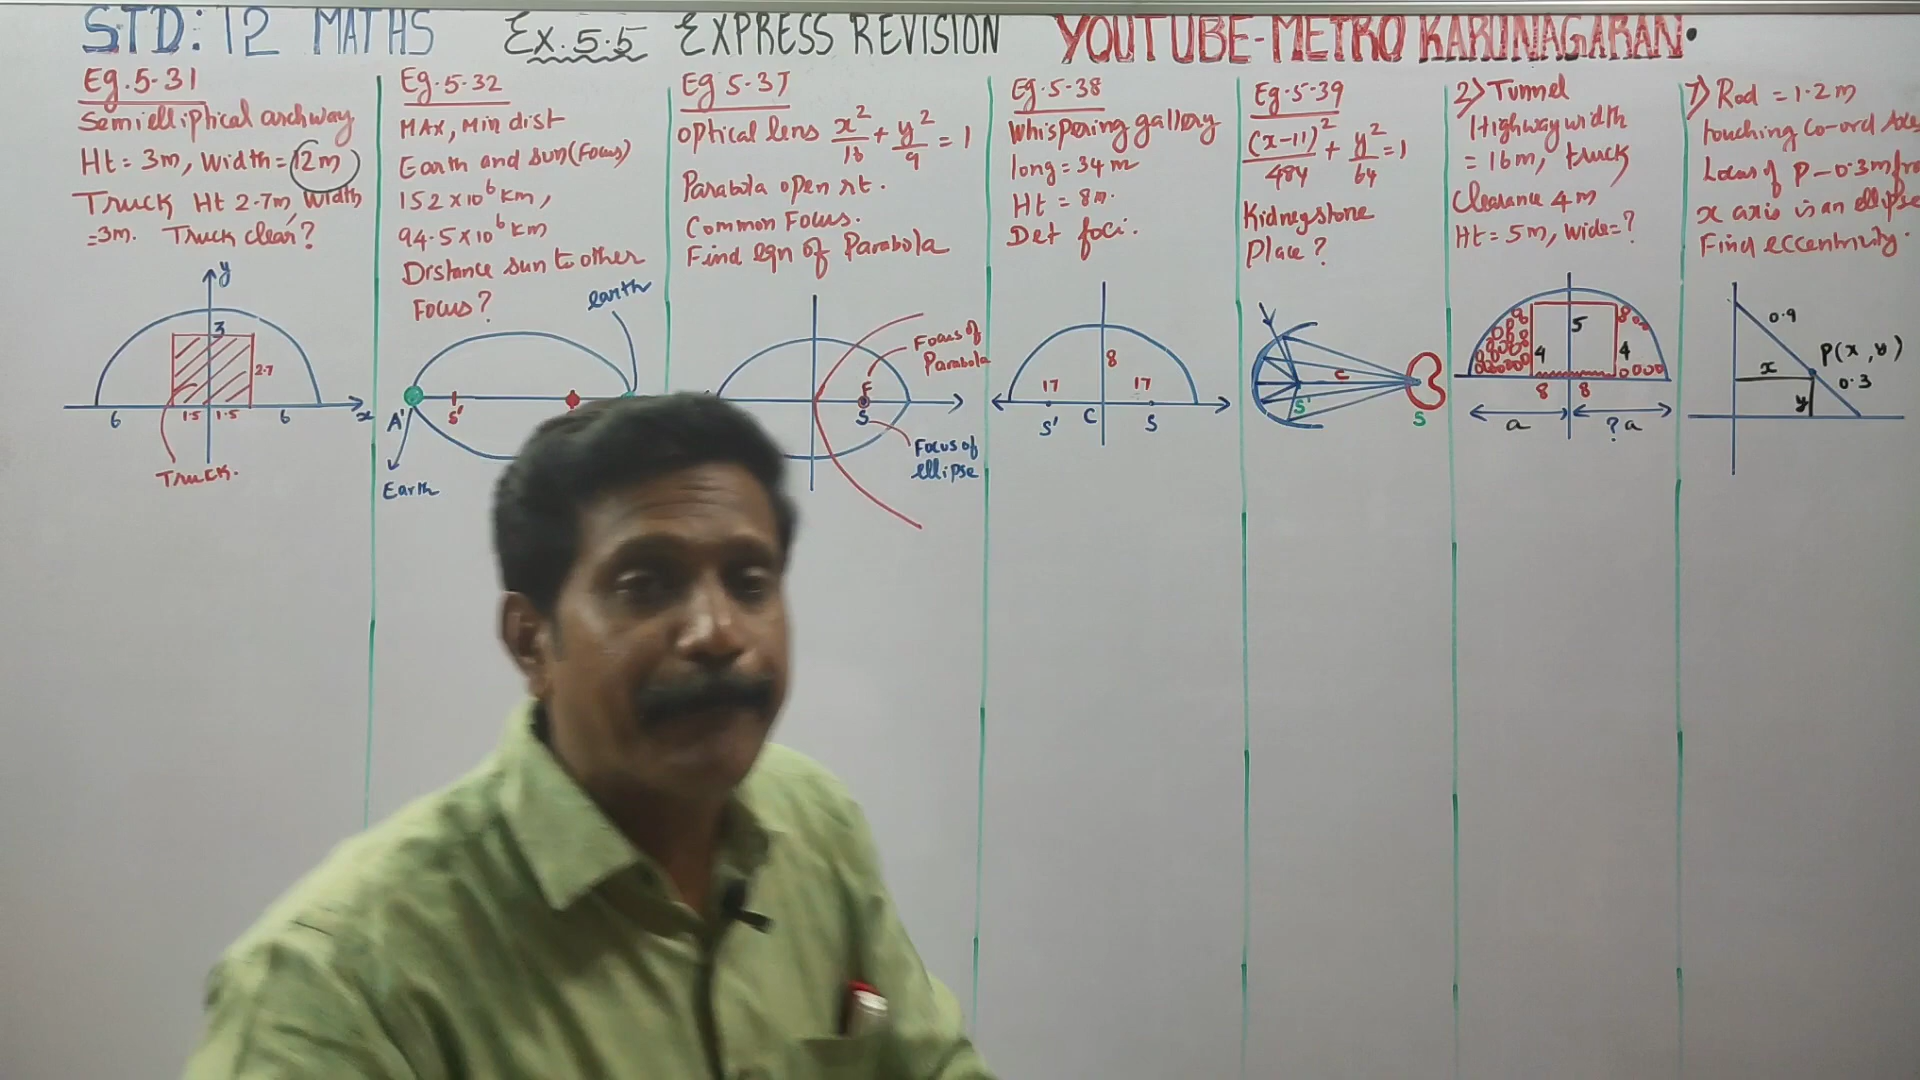 STD: 12 MATHS Ex.5.5 EXPRESS REVISION YOUTUBE-METRO KARUNAGARAN.
Eg.5.31
Semielliptical archway
Ht = 3m, width = 12m
Truck Ht 2.7m, width
=3m. Truck clear?
y
3
2.7
6 1.5 1.5 6 x
Truck.
Eg.5.32
MAX, Min dist
Earth and sun(Focus)
152 x 10^6 km,
94.5 x 10^6 km
Distance sun to other
Focus?
earth
A' S'
Earth
Eg 5.37
Optical lens x^2/16 + y^2/9 = 1
Parabola open rt.
Common Focus.
Find eqn of Parabola
Focus of
Parabola
F
S
Focus of
ellipse
Eg.5.38
Whispering gallery
long = 34 m
Ht = 8m.
Det foci.
8
17 17
S' C S
Eg.5.39
(x-11)^2/484 + y^2/64 = 1
Kidneystone
Place?
C
S'
S
2) Tunnel
Highway width
= 16m, truck
Clearance 4m
Ht = 5m, wide=?
5
4 4
8 8
a ? a
7) Rod = 1.2m
touching Co-ord Axes
Locus of P - 0.3m fro
x axis is an ellipse
Find eccentricity.
0.9
P(x, y)
x 0.3
y